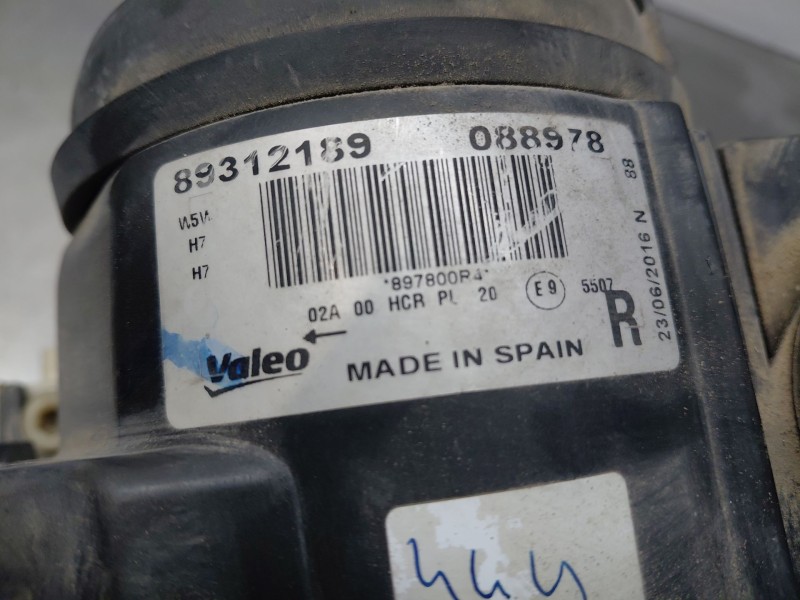 89312189 088978
W5W
H7
H7
*897800R4*
02A 00 HCR PL 20 E9 5507
R
23/06/2016 N 88
Valeo
MADE IN SPAIN